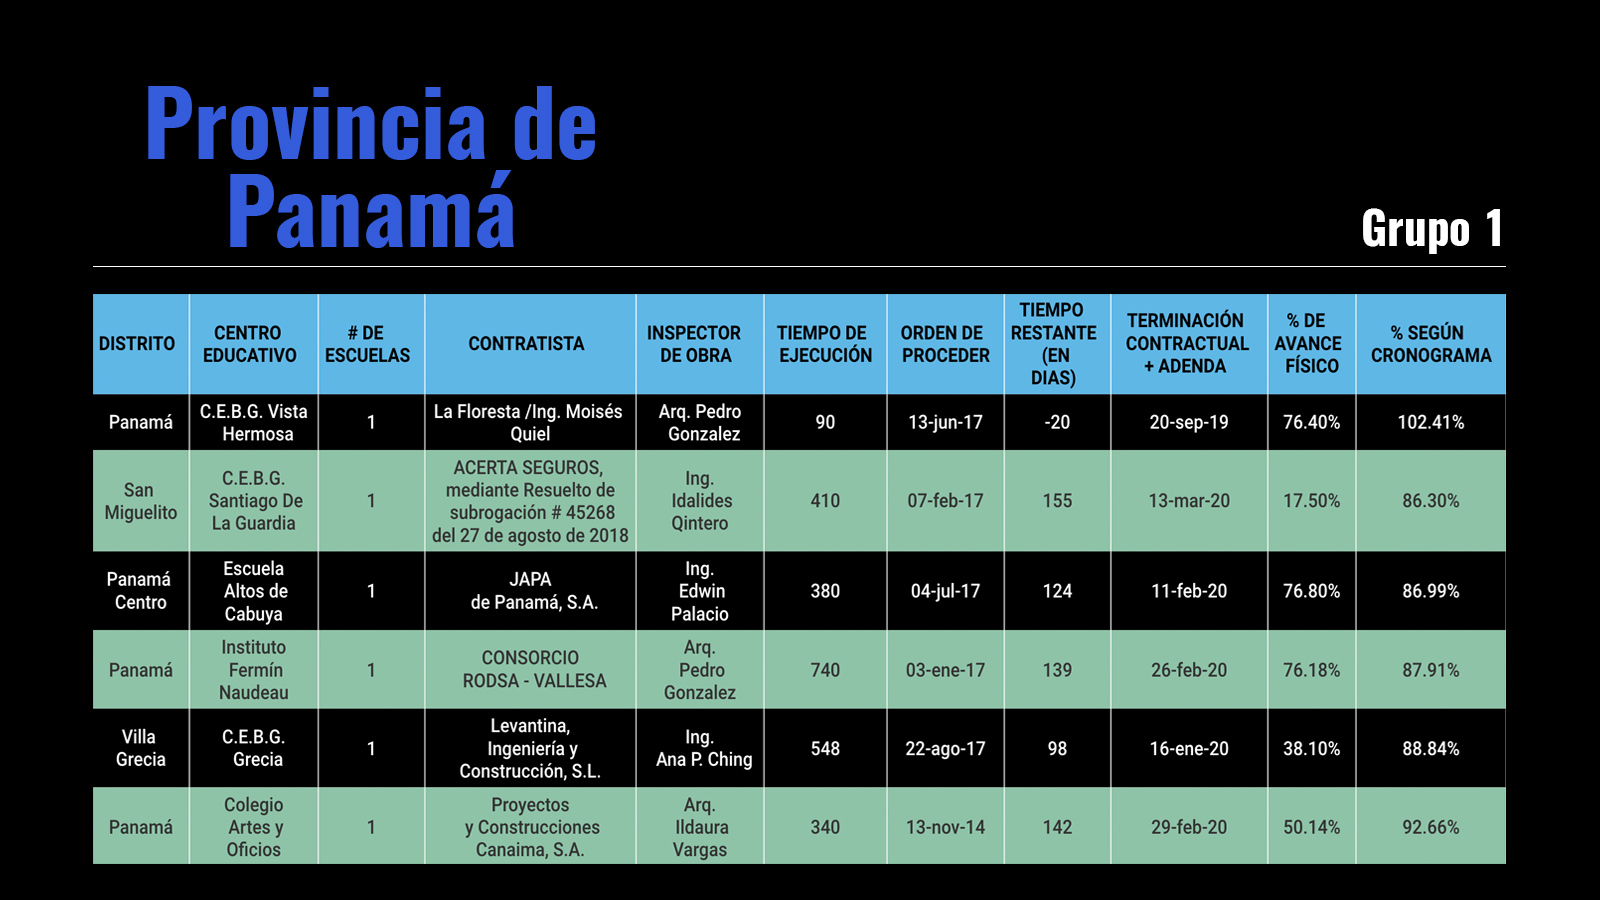 Provincia de
Panamá
Grupo 1
DISTRITO
CENTRO
EDUCATIVO
# DE
ESCUELAS
CONTRATISTA
INSPECTOR
DE OBRA
TIEMPO DE
EJECUCIÓN
ORDEN DE
PROCEDER
TIEMPO
RESTANTE
(EN
DIAS)
TERMINACIÓN
CONTRACTUAL
+ ADENDA
% DE
AVANCE
FÍSICO
% SEGÚN
CRONOGRAMA
Panamá
C.E.B.G. Vista
Hermosa
1
La Floresta /Ing. Moisés
Quiel
Arq. Pedro
Gonzalez
90
13-jun-17
-20
20-sep-19
76.40%
102.41%
San
Miguelito
C.E.B.G.
Santiago De
La Guardia
1
ACERTA SEGUROS,
mediante Resuelto de
subrogación # 45268
del 27 de agosto de 2018
Ing.
Idalides
Qintero
410
07-feb-17
155
13-mar-20
17.50%
86.30%
Panamá
Centro
Escuela
Altos de
Cabuya
1
JAPA
de Panamá, S.A.
Ing.
Edwin
Palacio
380
04-jul-17
124
11-feb-20
76.80%
86.99%
Panamá
Instituto
Fermín
Naudeau
1
CONSORCIO
RODSA - VALLESA
Arq.
Pedro
Gonzalez
740
03-ene-17
139
26-feb-20
76.18%
87.91%
Villa
Grecia
C.E.B.G.
Grecia
1
Levantina,
Ingeniería y
Construcción, S.L.
Ing.
Ana P. Ching
548
22-ago-17
98
16-ene-20
38.10%
88.84%
Panamá
Colegio
Artes y
Oficios
1
Proyectos
y Construcciones
Canaima, S.A.
Arq.
Ildaura
Vargas
340
13-nov-14
142
29-feb-20
50.14%
92.66%